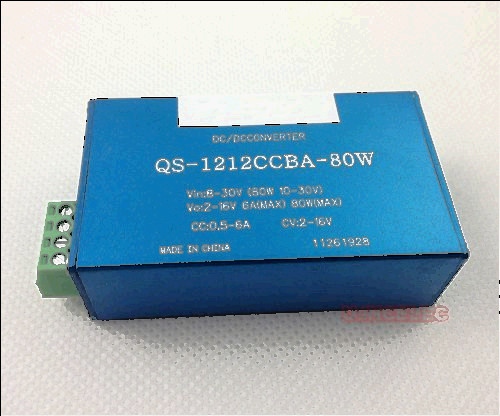 DC/DCCONVERTER
QS-1212CCBA-80W
Vin:8-30V (80W 10-30V)
Vo:2-16V 6A(MAX) 80W(MAX)
CC:0.5-6A CV:2-16V
MADE IN CHINA 11261928